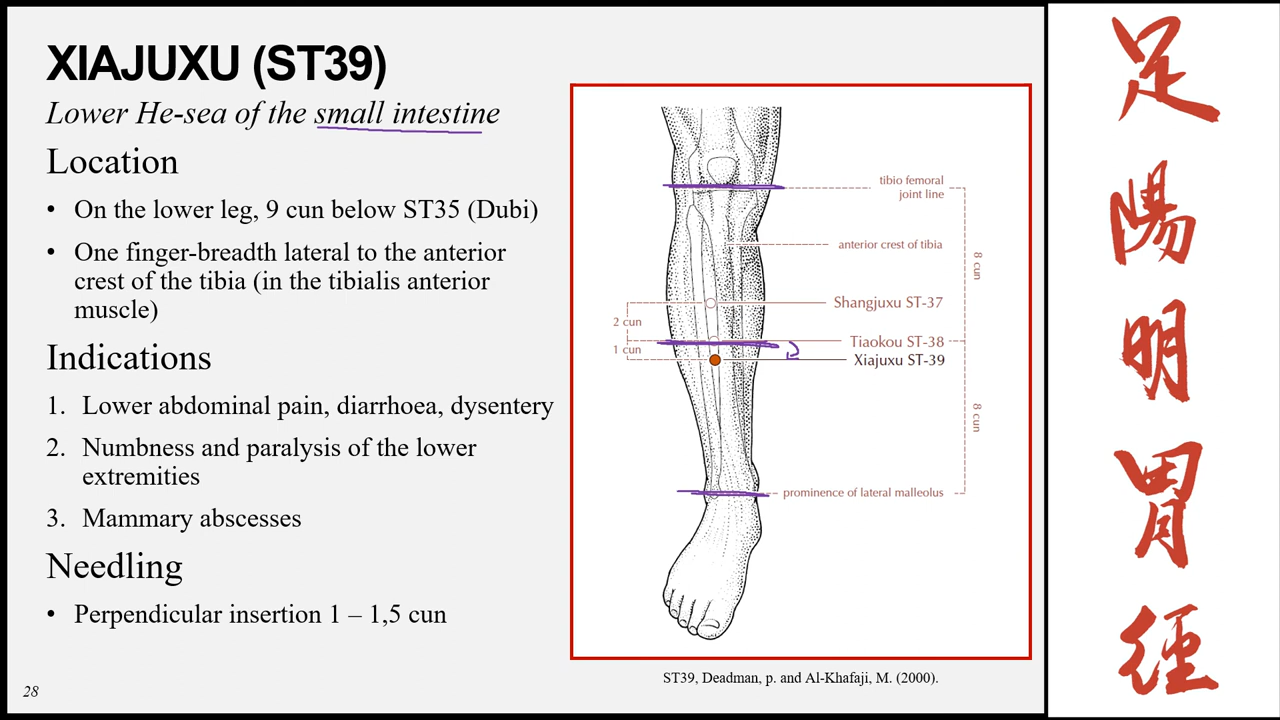 XIAJUXU (ST39)
Lower He-sea of the small intestine
Location
• On the lower leg, 9 cun below ST35 (Dubi)
• One finger-breadth lateral to the anterior
crest of the tibia (in the tibialis anterior
muscle)
Indications
1. Lower abdominal pain, diarrhoea, dysentery
2. Numbness and paralysis of the lower
extremities
3. Mammary abscesses
Needling
• Perpendicular insertion 1 – 1,5 cun
28
tibio femoral
joint line
anterior crest of tibia
8 cun
Shangjuxu ST-37
2 cun
Tiaokou ST-38
1 cun
Xiajuxu ST-39
8 cun
prominence of lateral malleolus
ST39, Deadman, p. and Al-Khafaji, M. (2000).
足
陽
明
胃
經